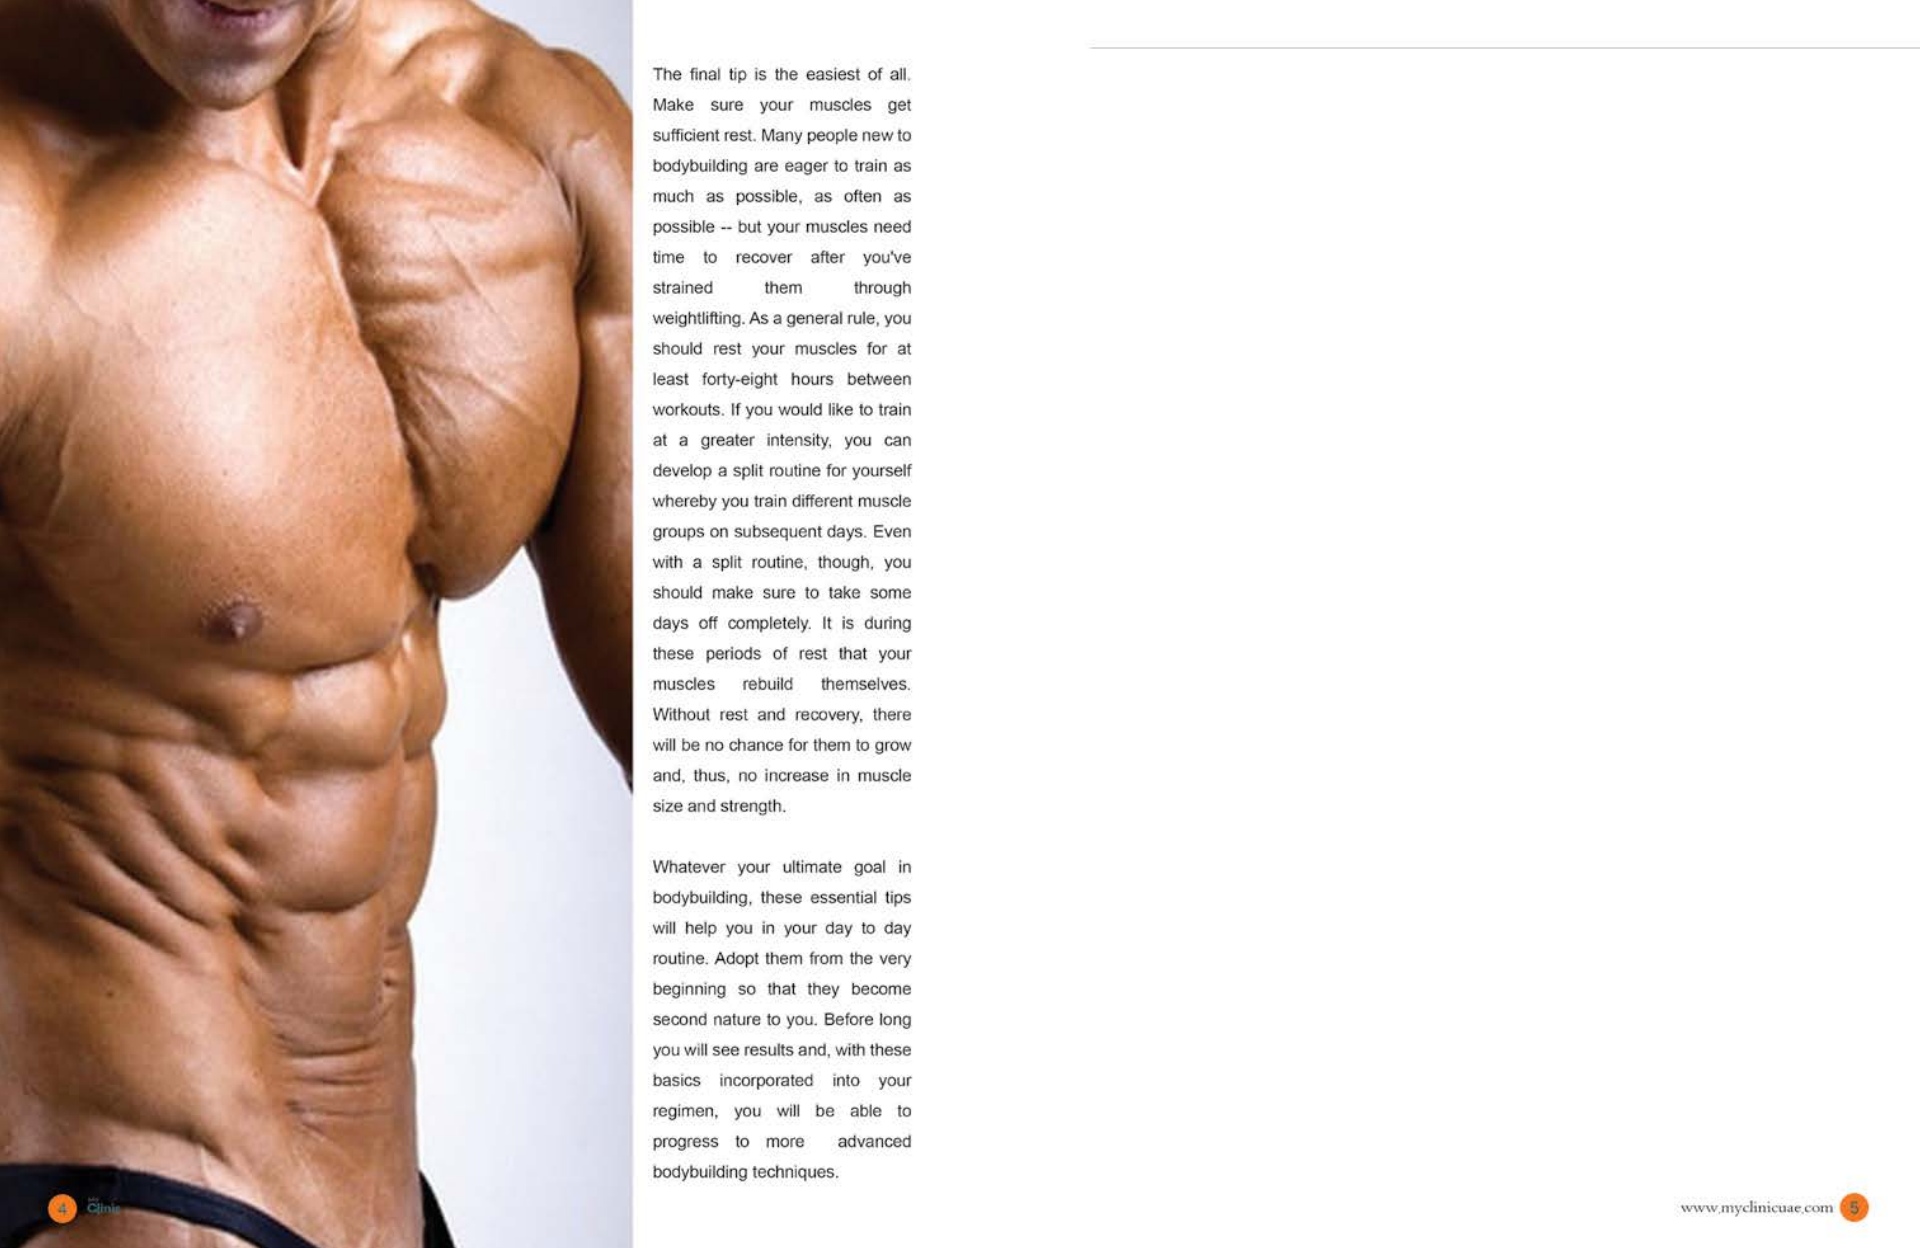 The final tip is the easiest of all.
Make sure your muscles get
sufficient rest. Many people new to
bodybuilding are eager to train as
much as possible, as often as
possible -- but your muscles need
time to recover after you've
strained them through
weightlifting. As a general rule, you
should rest your muscles for at
least forty-eight hours between
workouts. If you would like to train
at a greater intensity, you can
develop a split routine for yourself
whereby you train different muscle
groups on subsequent days. Even
with a split routine, though, you
should make sure to take some
days off completely. It is during
these periods of rest that your
muscles rebuild themselves.
Without rest and recovery, there
will be no chance for them to grow
and, thus, no increase in muscle
size and strength.
Whatever your ultimate goal in
bodybuilding, these essential tips
will help you in your day to day
routine. Adopt them from the very
beginning so that they become
second nature to you. Before long
you will see results and, with these
basics incorporated into your
regimen, you will be able to
progress to more advanced
bodybuilding techniques.
4
My
Clinic
www.myclinicuae.com 5